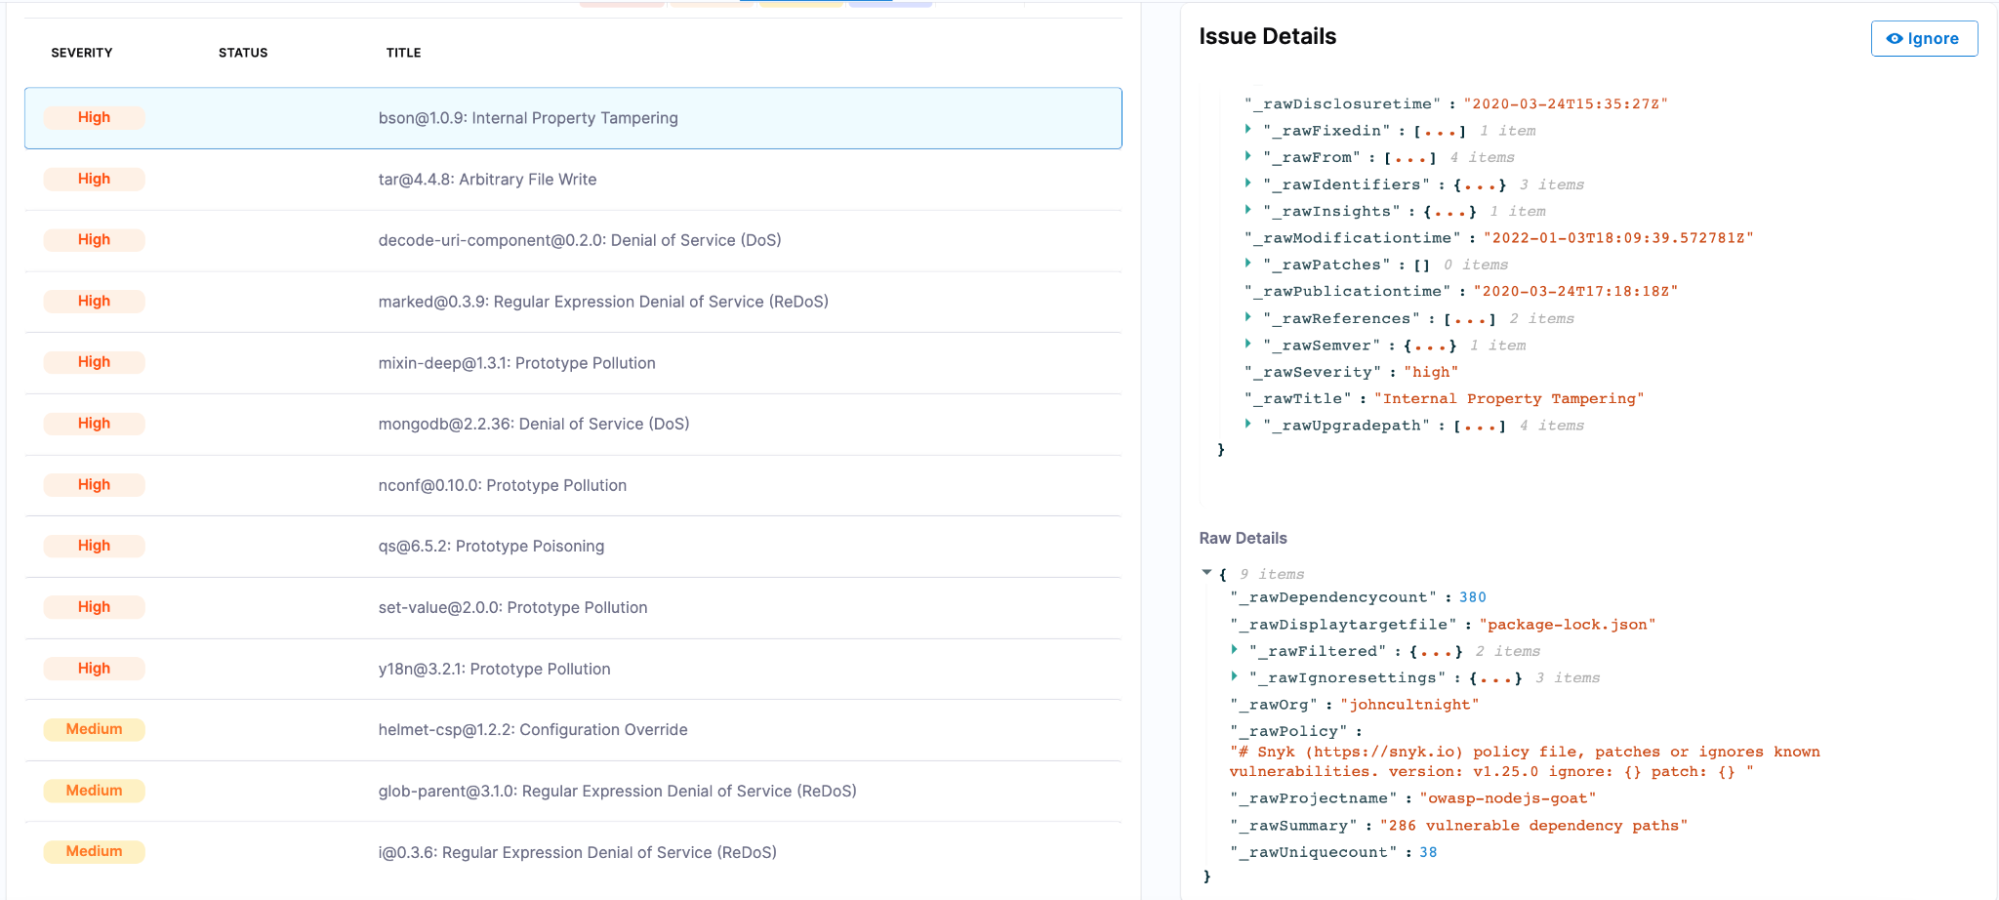 SEVERITY STATUS TITLE
High bson@1.0.9: Internal Property Tampering
High tar@4.4.8: Arbitrary File Write
High decode-uri-component@0.2.0: Denial of Service (DoS)
High marked@0.3.9: Regular Expression Denial of Service (ReDoS)
High mixin-deep@1.3.1: Prototype Pollution
High mongodb@2.2.36: Denial of Service (DoS)
High nconf@0.10.0: Prototype Pollution
High qs@6.5.2: Prototype Poisoning
High set-value@2.0.0: Prototype Pollution
High y18n@3.2.1: Prototype Pollution
Medium helmet-csp@1.2.2: Configuration Override
Medium glob-parent@3.1.0: Regular Expression Denial of Service (ReDoS)
Medium i@0.3.6: Regular Expression Denial of Service (ReDoS)
Issue Details
Ignore
"_rawDisclosuretime" : "2020-03-24T15:35:27Z"
"_rawFixedin" : [...] 1 item
"_rawFrom" : [...] 4 items
"_rawIdentifiers" : {...} 3 items
"_rawInsights" : {...} 1 item
"_rawModificationtime" : "2022-01-03T18:09:39.572781Z"
"_rawPatches" : [] 0 items
"_rawPublicationtime" : "2020-03-24T17:18:18Z"
"_rawReferences" : [...] 2 items
"_rawSemver" : {...} 1 item
"_rawSeverity" : "high"
"_rawTitle" : "Internal Property Tampering"
"_rawUpgradepath" : [...] 4 items
}
Raw Details
{ 9 items
"_rawDependencycount" : 380
"_rawDisplaytargetfile" : "package-lock.json"
"_rawFiltered" : {...} 2 items
"_rawIgnoresettings" : {...} 3 items
"_rawOrg" : "johncultnight"
"_rawPolicy" :
"# Snyk (https://snyk.io) policy file, patches or ignores known
vulnerabilities. version: v1.25.0 ignore: {} patch: {} "
"_rawProjectname" : "owasp-nodejs-goat"
"_rawSummary" : "286 vulnerable dependency paths"
"_rawUniquecount" : 38
}